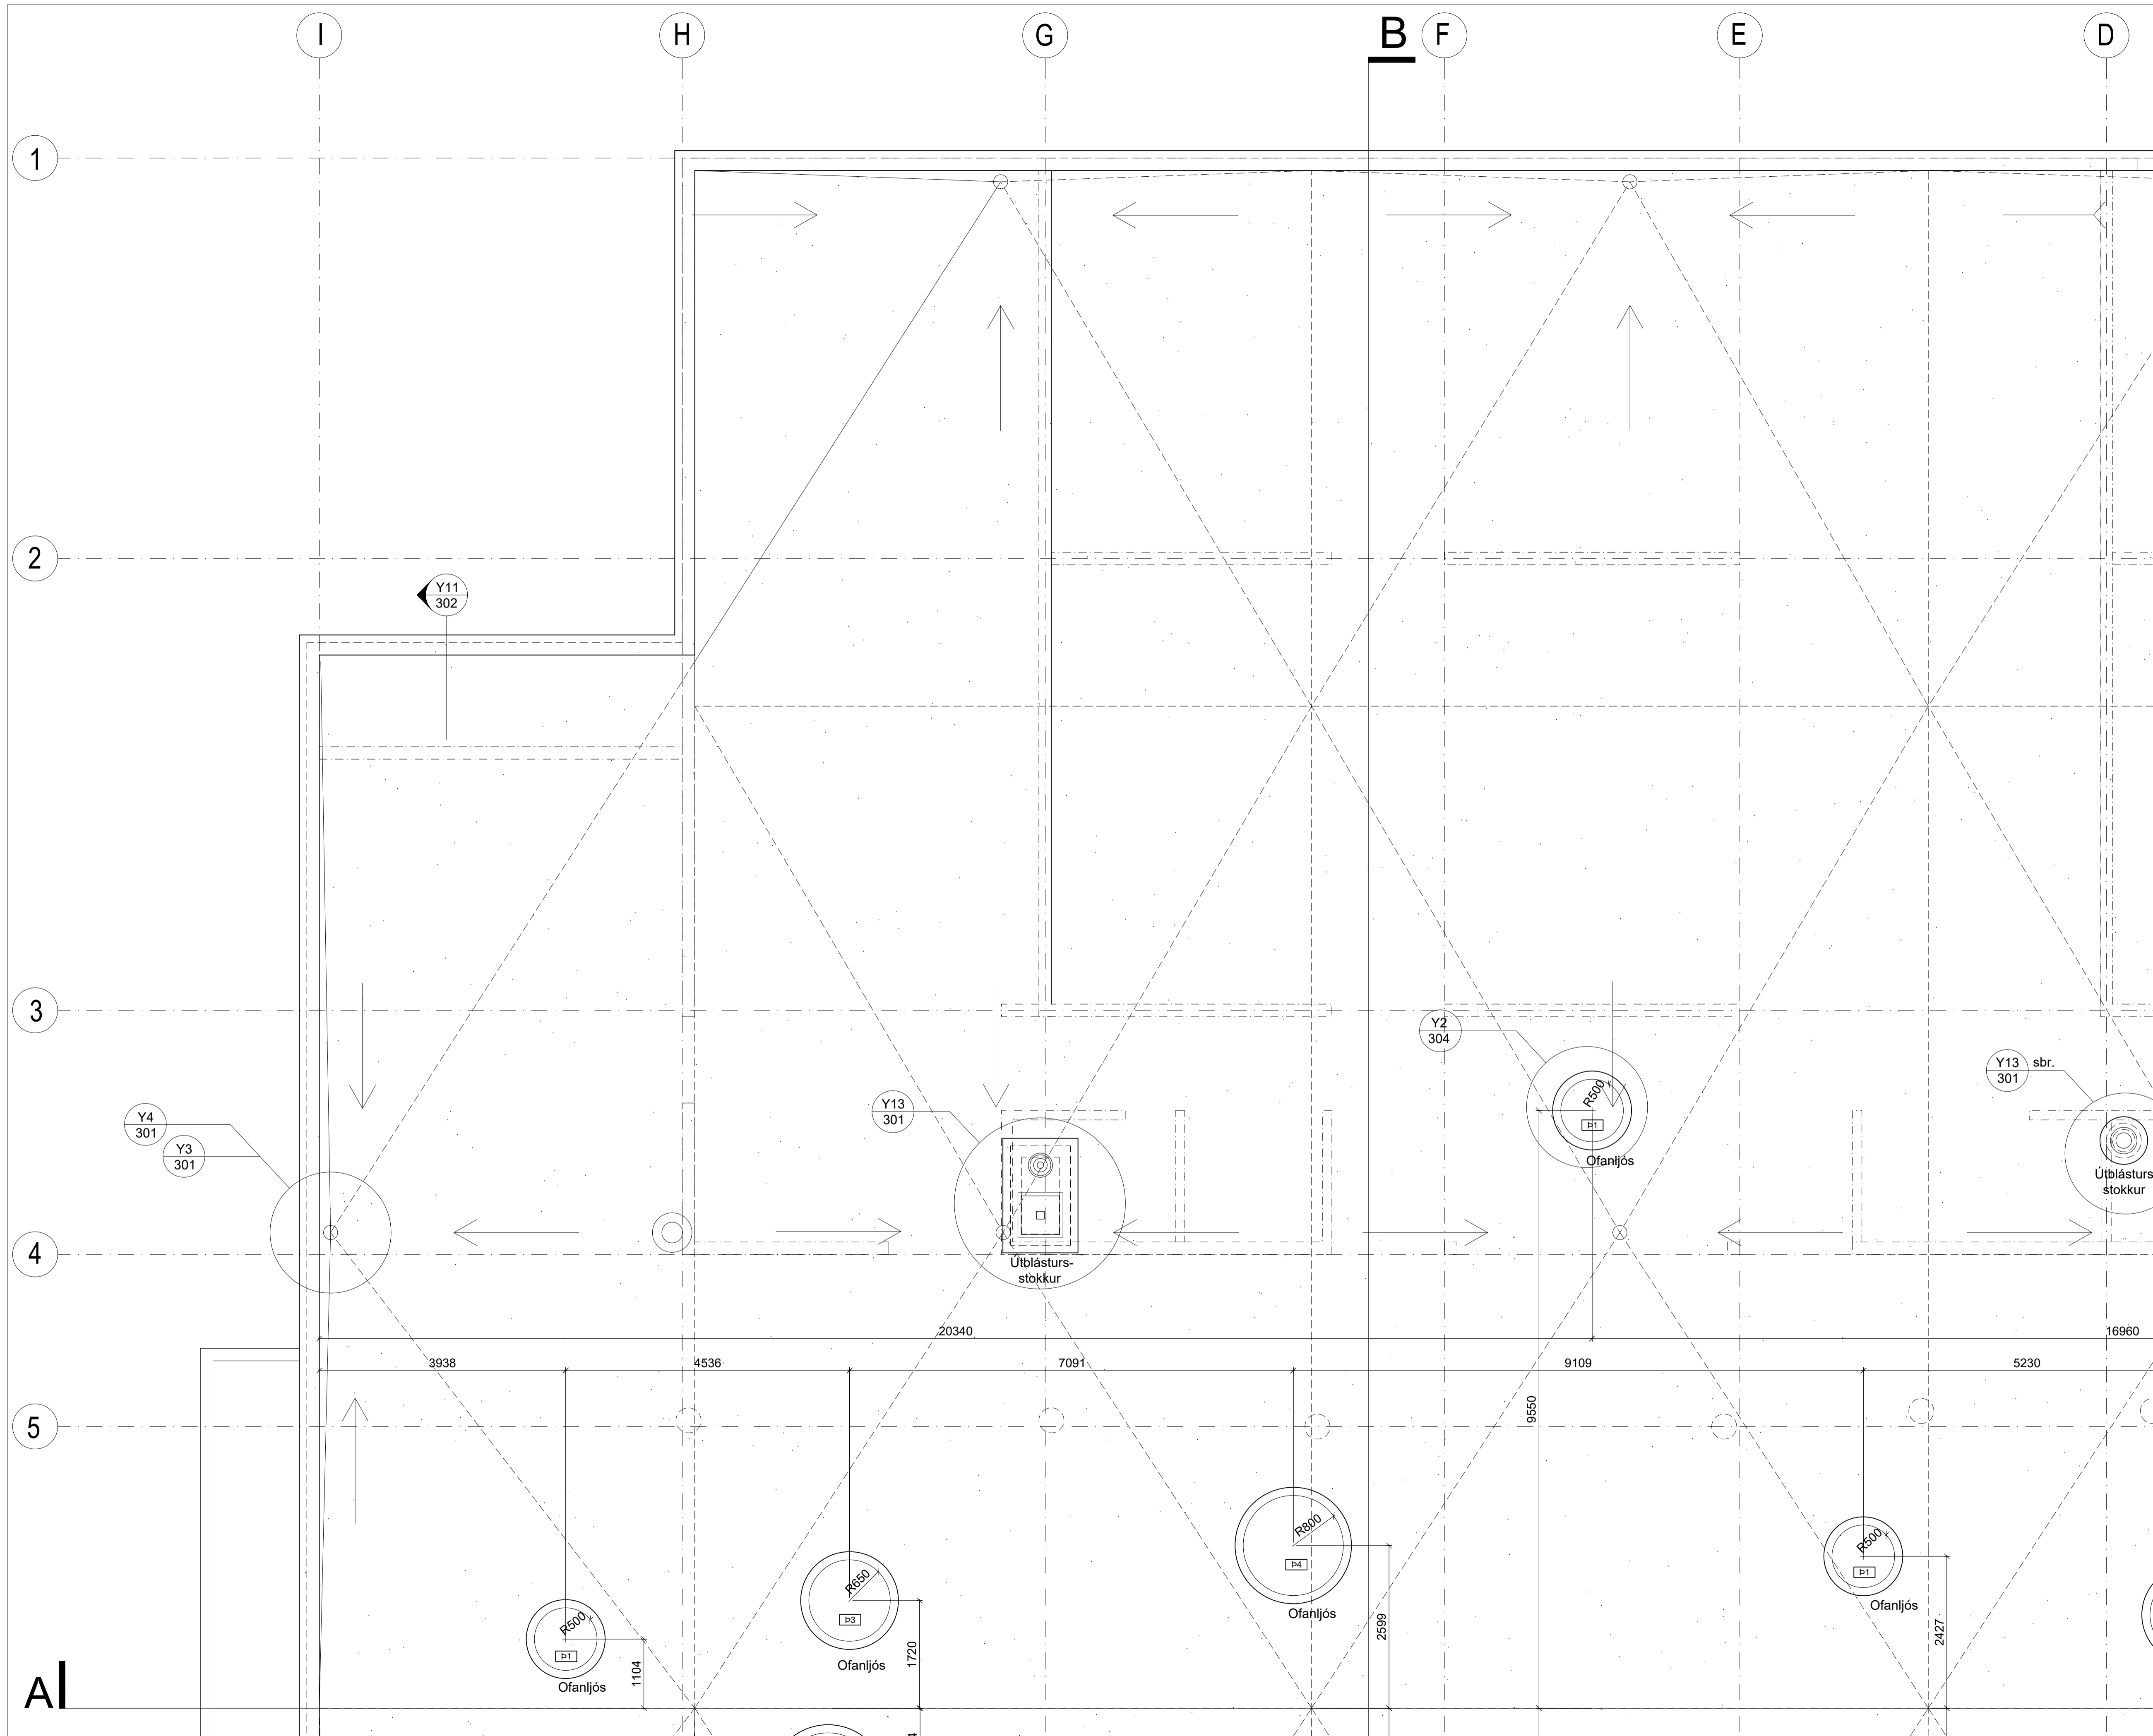 I
H
G
B
F
E
D
1
2
Y11
302
3
Y2
304
R500
Þ1
Ofanljós
Y13
301
sbr.
Útblásturs
stokkur
Y13
301
Y4
301
Y3
301
4
Útblásturs-
stokkur
20340
16960
3938
4536
7091
9109
5230
9550
5
R800
Þ4
Ofanljós
2599
R500
Þ1
Ofanljós
2427
R650
Þ3
Ofanljós
1720
R500
Þ1
Ofanljós
1104
A